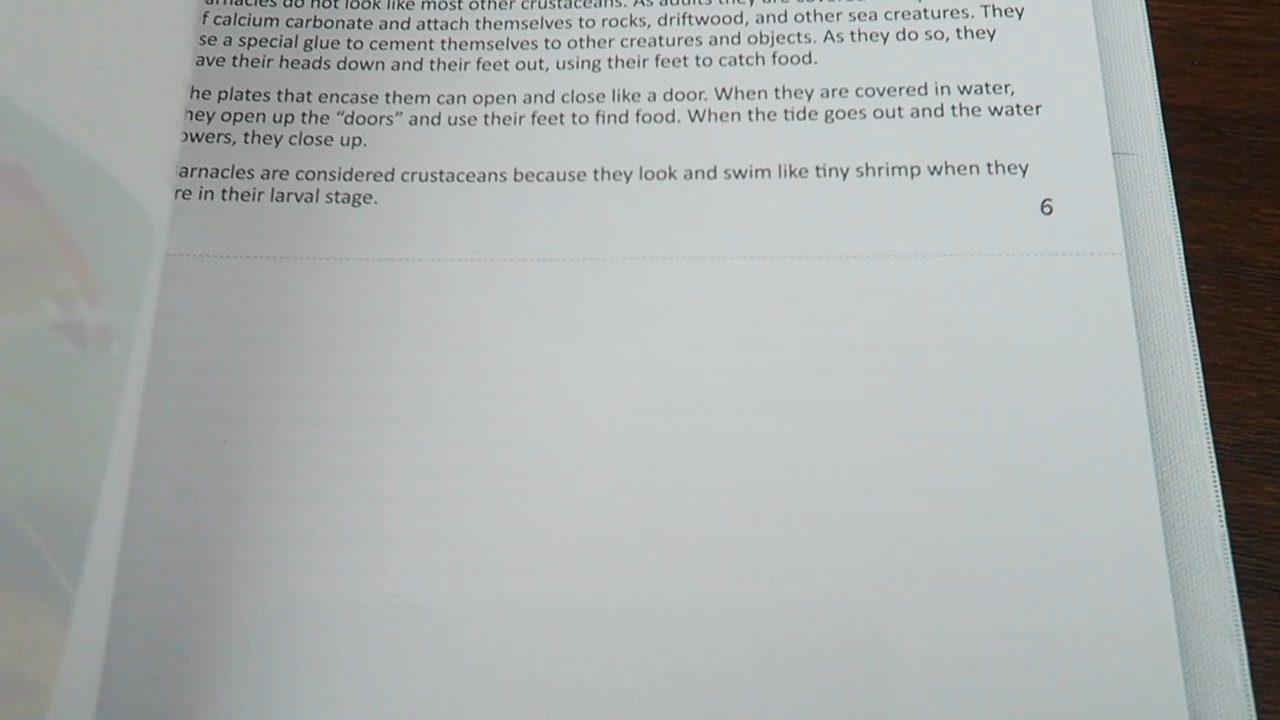 do not look like most other crustaceans. As adults they are
f calcium carbonate and attach themselves to rocks, driftwood, and other sea creatures. They
se a special glue to cement themselves to other creatures and objects. As they do so, they
ave their heads down and their feet out, using their feet to catch food.
he plates that encase them can open and close like a door. When they are covered in water,
hey open up the “doors” and use their feet to find food. When the tide goes out and the water
owers, they close up.
arnacles are considered crustaceans because they look and swim like tiny shrimp when they
re in their larval stage.
6